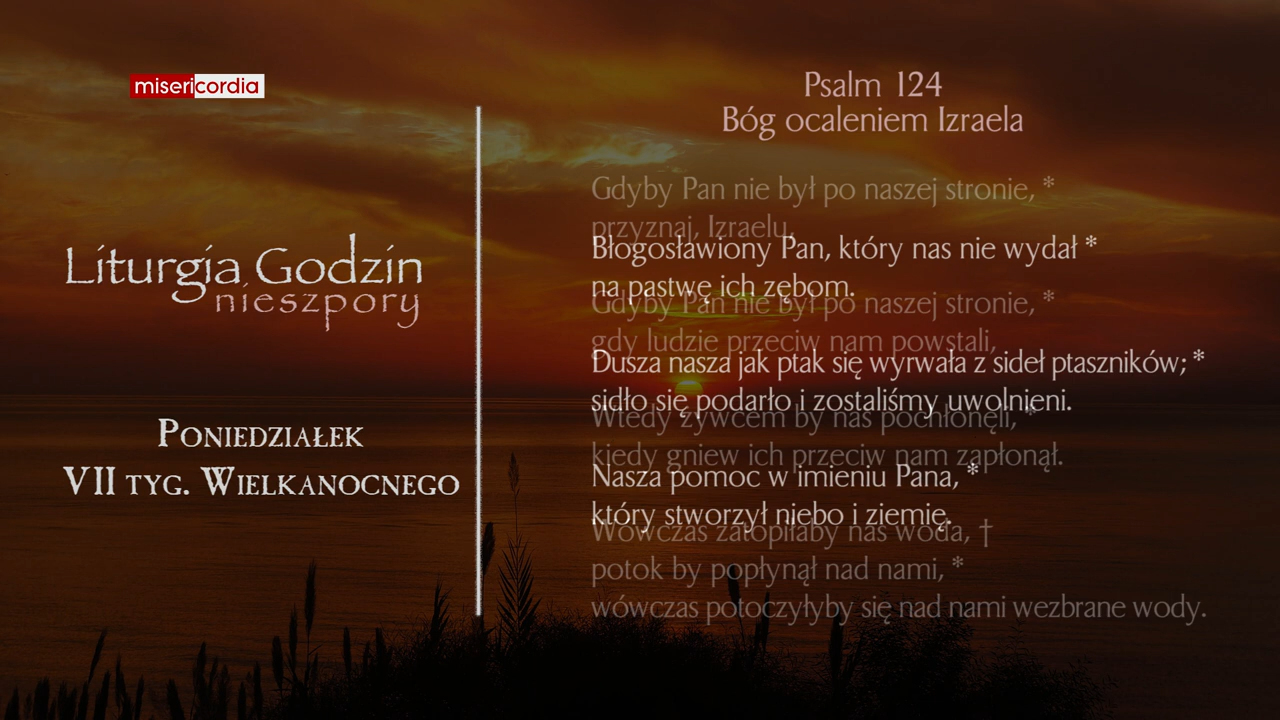 misericordia
Liturgia Godzin
nieszpory
Poniedziałek
VII tyg. Wielkanocnego
Psalm 124
Bóg ocaleniem Izraela
Gdyby Pan nie był po naszej stronie, *
przyznaj, Izraelu,
Błogosławiony Pan, który nas nie wydał *
na pastwę ich zębom.
Gdyby Pan nie był po naszej stronie, *
gdy ludzie przeciw nam powstali,
Dusza nasza jak ptak się wyrwała z sideł ptaszników; *
sidło się podarło i zostaliśmy uwolnieni.
Wtedy żywcem by nas pochłonęli, *
kiedy gniew ich przeciw nam zapłonął.
Nasza pomoc w imieniu Pana, *
który stworzył niebo i ziemię.
Wówczas zatopiłaby nas woda, †
potok by popłynął nad nami, *
wówczas potoczyłyby się nad nami wezbrane wody.